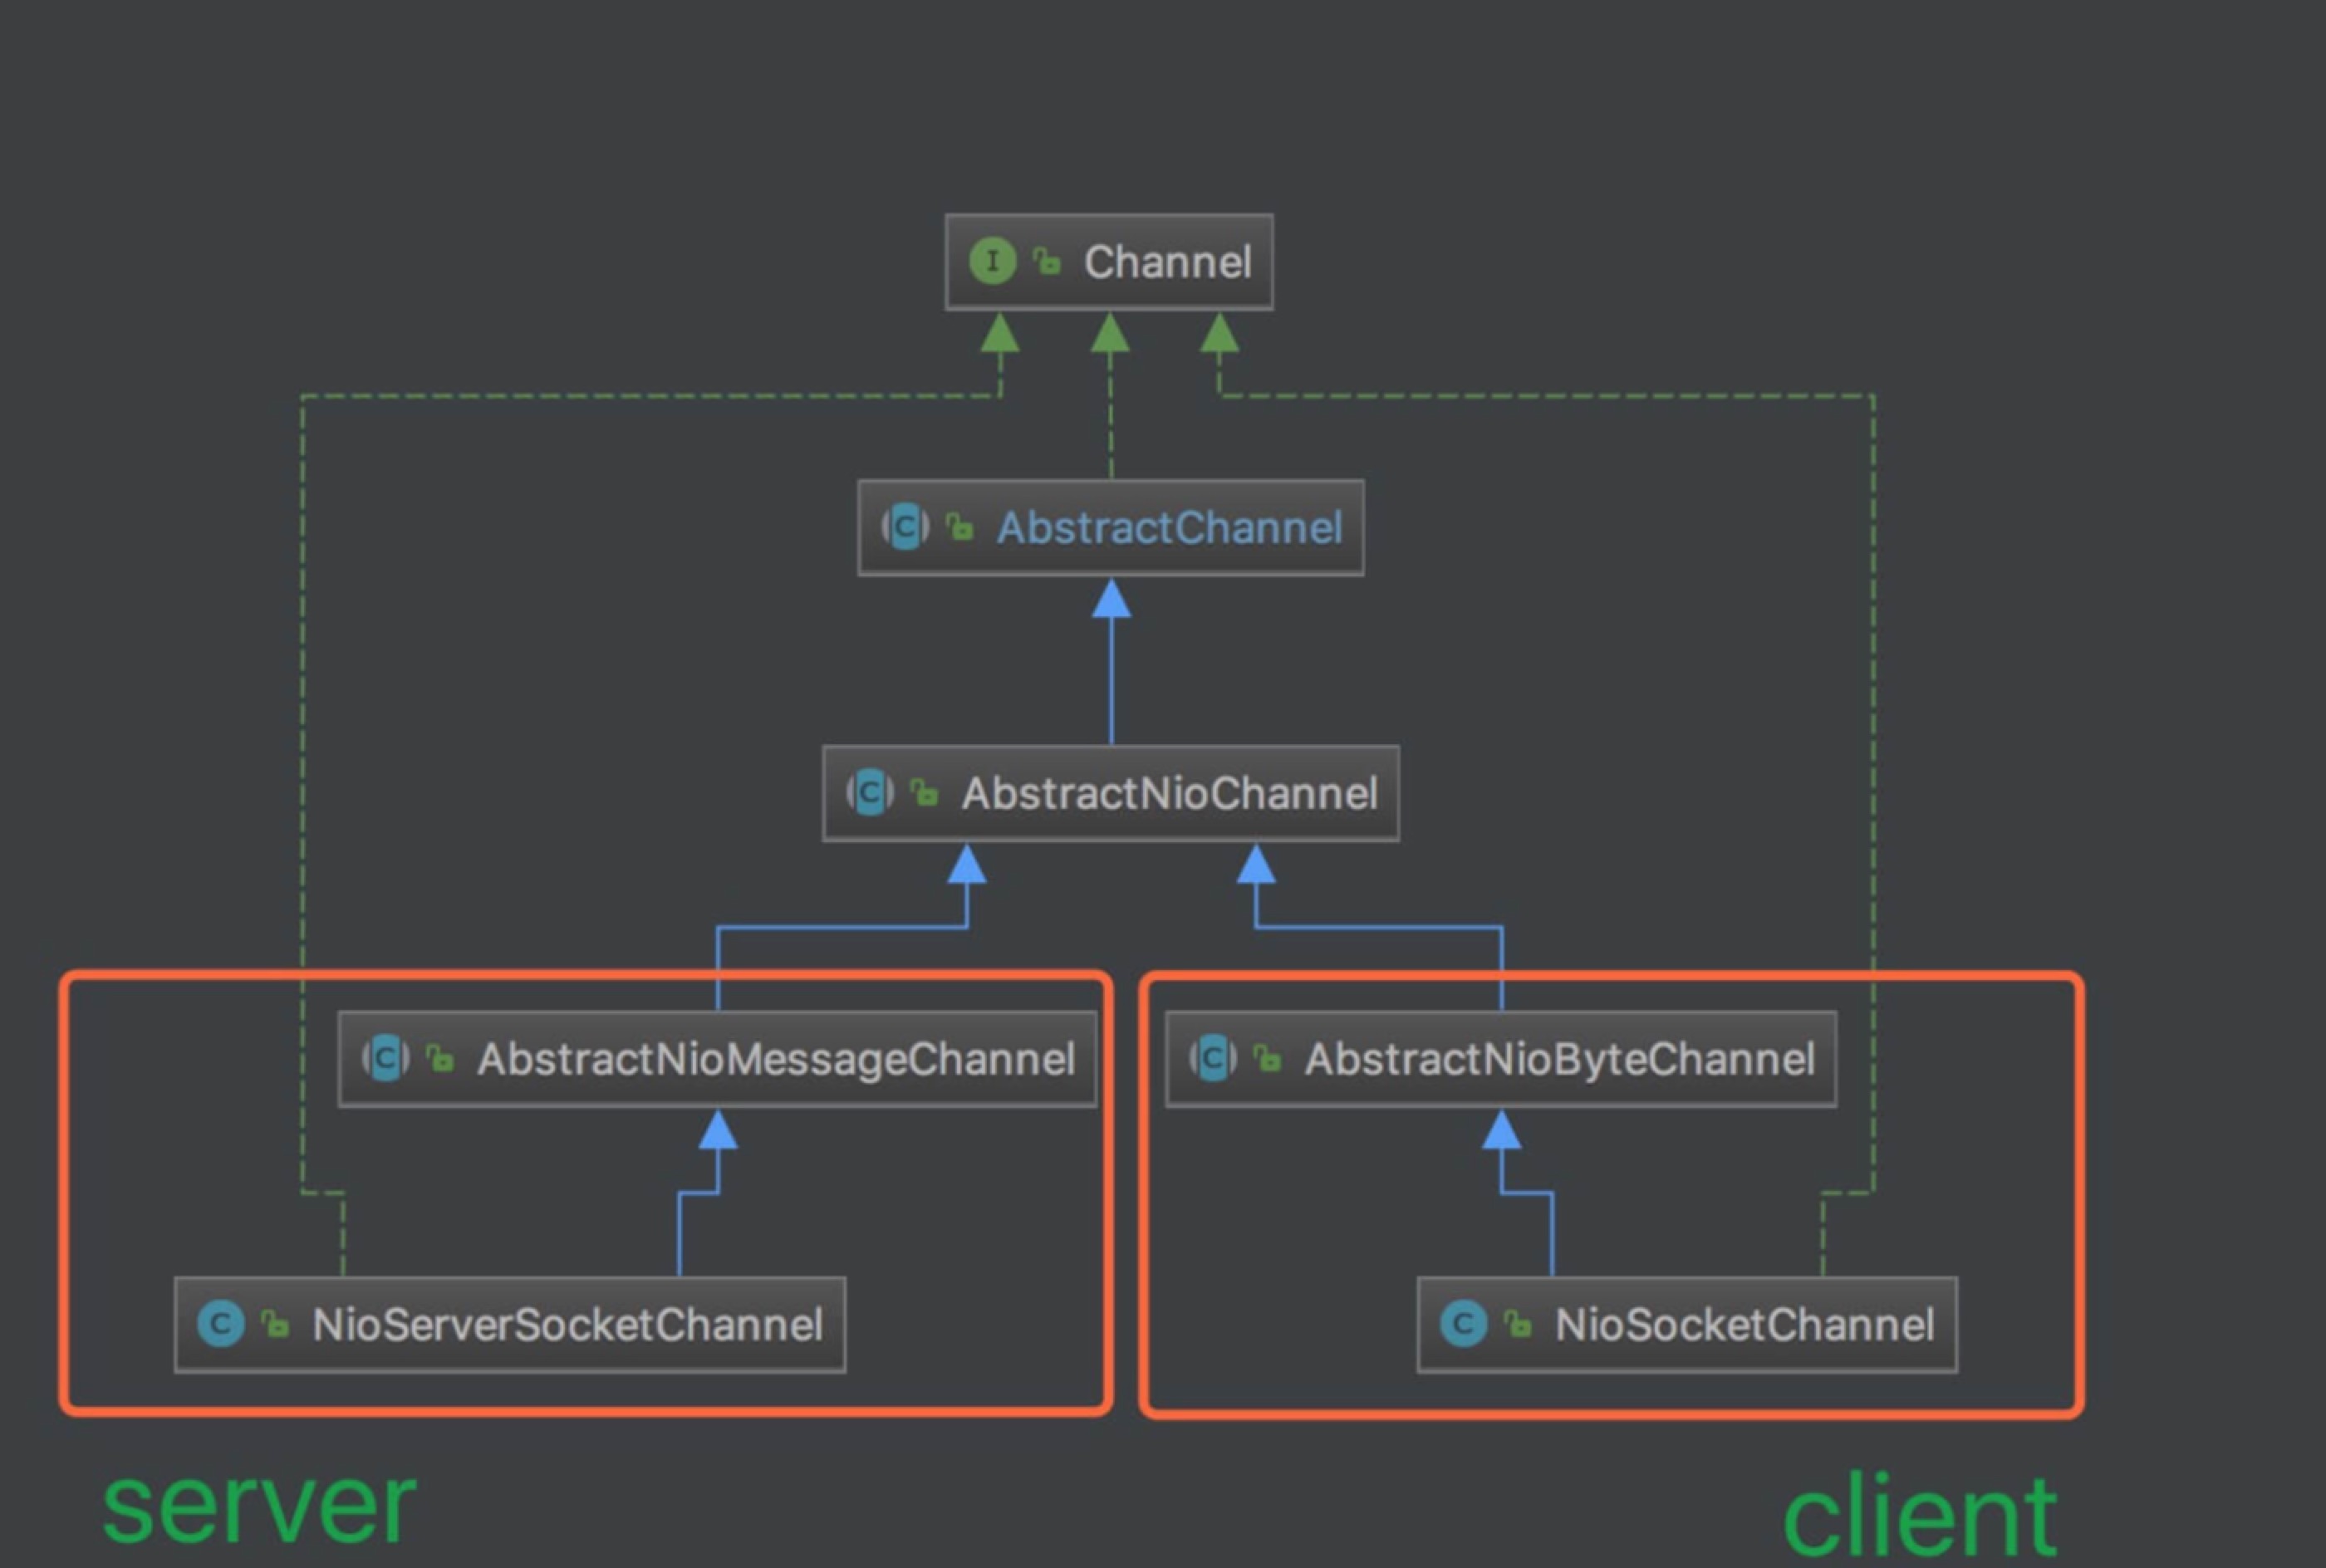 I Channel
C AbstractChannel
C AbstractNioChannel
C AbstractNioMessageChannel
C AbstractNioByteChannel
C NioServerSocketChannel
C NioSocketChannel
server
client